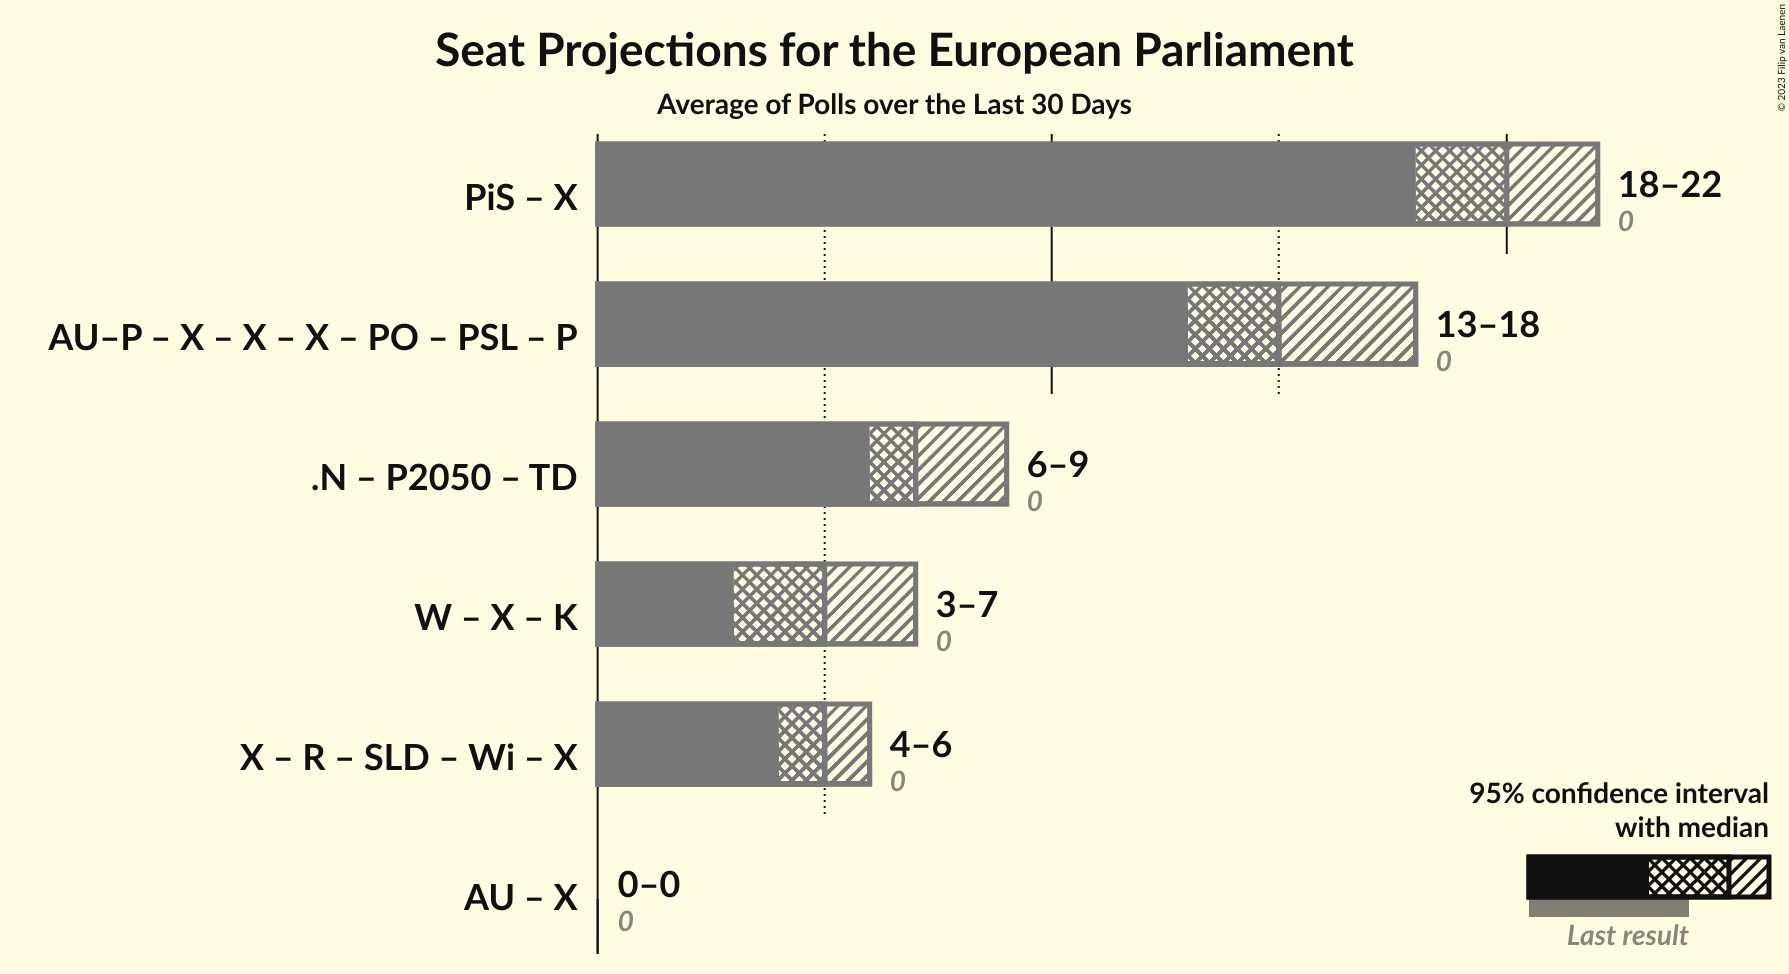 Seat Projections for the European Parliament
Average of Polls over the Last 30 Days
© 2023 Filip van Laenen
PiS – X
18–22
0
AU–P – X – X – X – PO – PSL – P
13–18
0
.N – P2050 – TD
6–9
0
W – X – K
3–7
0
X – R – SLD – Wi – X
4–6
0
AU – X
0–0
0
95% confidence interval
with median
Last result